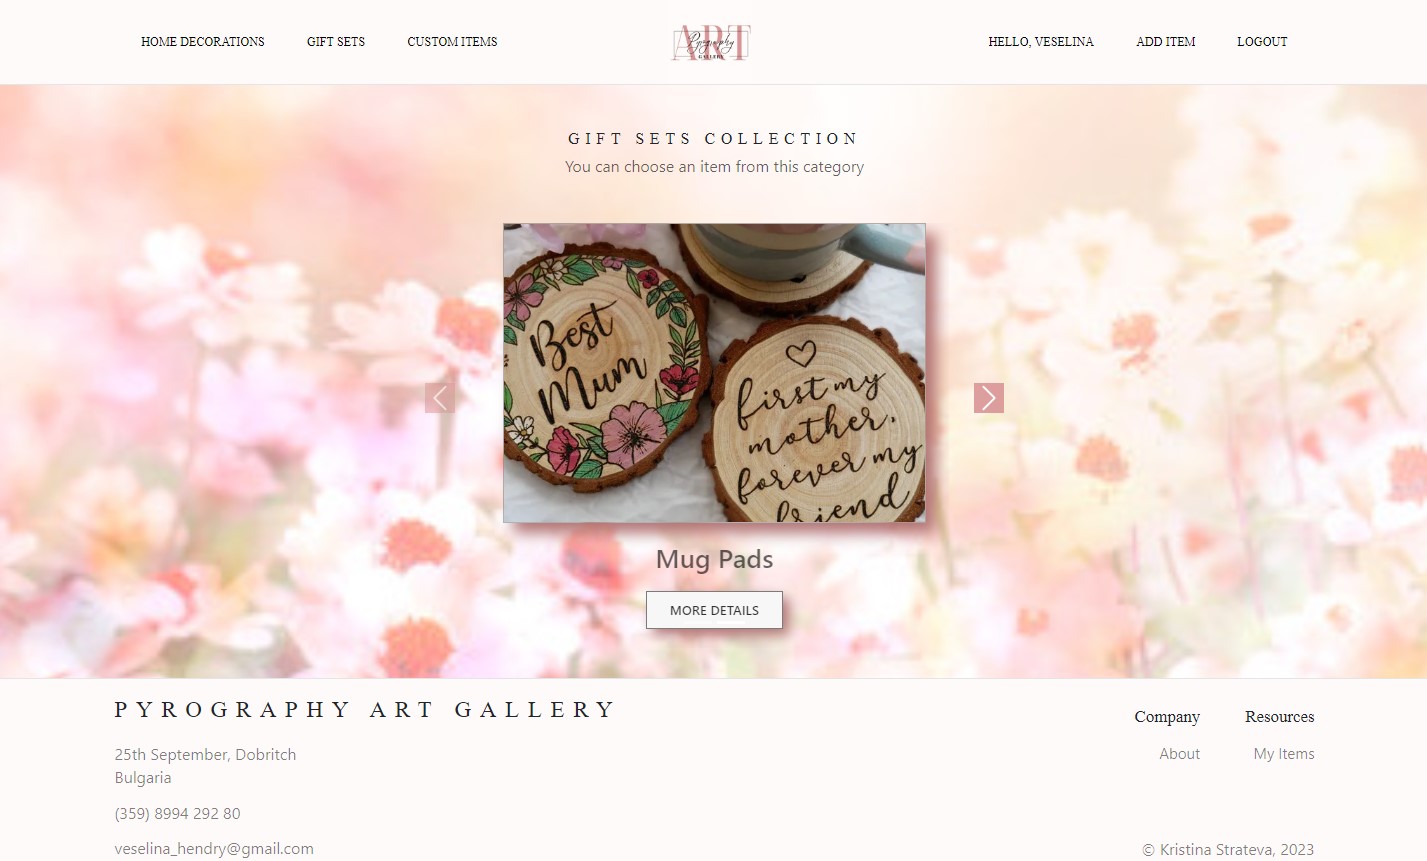 HOME DECORATIONS GIFT SETS CUSTOM ITEMS
ART
Pyrography
GALLERY
HELLO, VESELINA ADD ITEM LOGOUT
GIFT SETS COLLECTION
You can choose an item from this category
Best
Mum
first my
mother,
forever my
friend
Mug Pads
MORE DETAILS
PYROGRAPHY ART GALLERY
25th September, Dobritch
Bulgaria
(359) 8994 292 80
veselina_hendry@gmail.com
Company Resources
About My Items
© Kristina Strateva, 2023